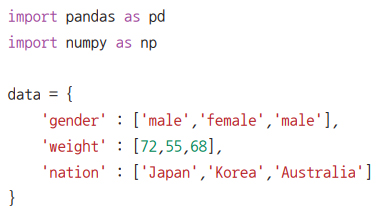 import pandas as pd
import numpy as np
data = {
    'gender' : ['male','female','male'],
    'weight' : [72,55,68],
    'nation' : ['Japan','Korea','Australia']
}